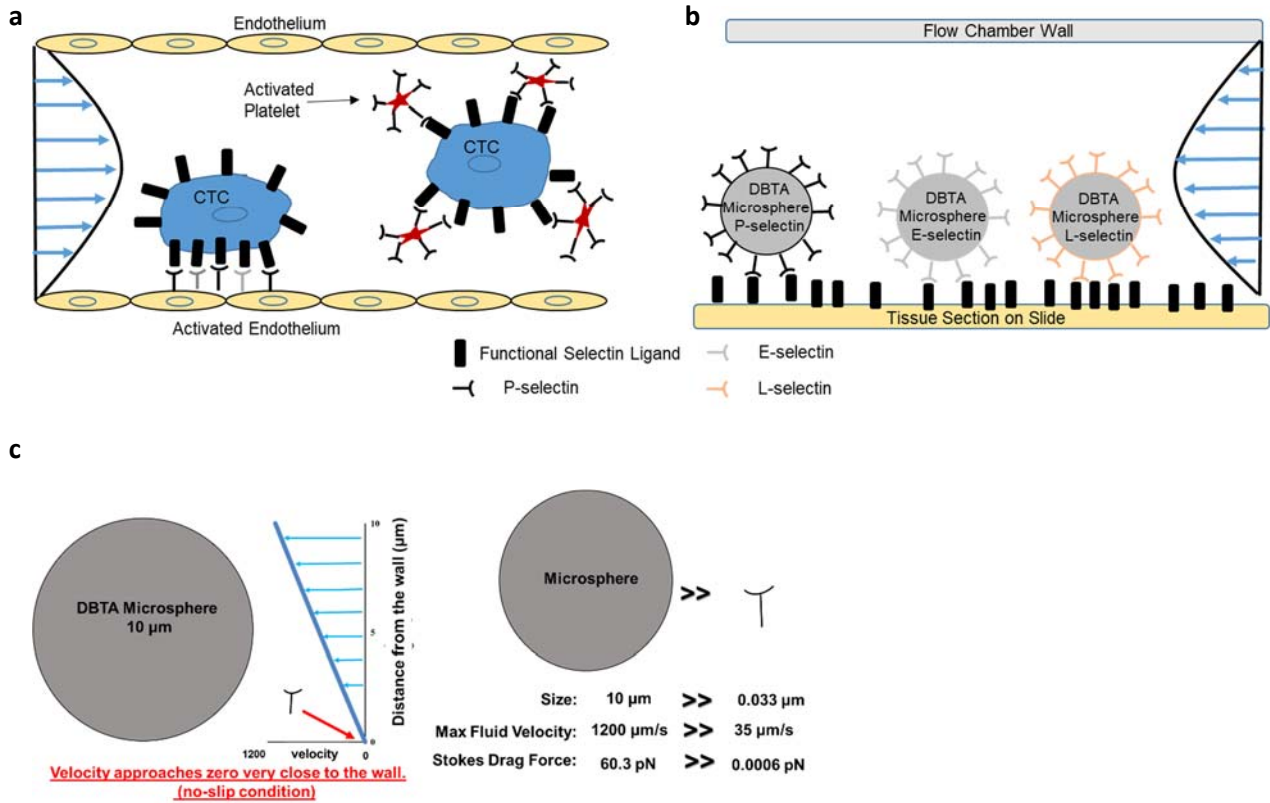 a
Endothelium
Activated
Platelet
CTC
CTC
Activated Endothelium
b
Flow Chamber Wall
DBTA
Microsphere
P-selectin
DBTA
Microsphere
E-selectin
DBTA
Microsphere
L-selectin
Tissue Section on Slide
Functional Selectin Ligand
E-selectin
P-selectin
L-selectin
c
DBTA Microsphere
10 µm
Distance from the wall (µm)
10
5
0
1200
velocity
0
Velocity approaches zero very close to the wall.
(no-slip condition)
Microsphere
>>
Size: 10 µm >> 0.033 µm
Max Fluid Velocity: 1200 µm/s >> 35 µm/s
Stokes Drag Force: 60.3 pN >> 0.0006 pN